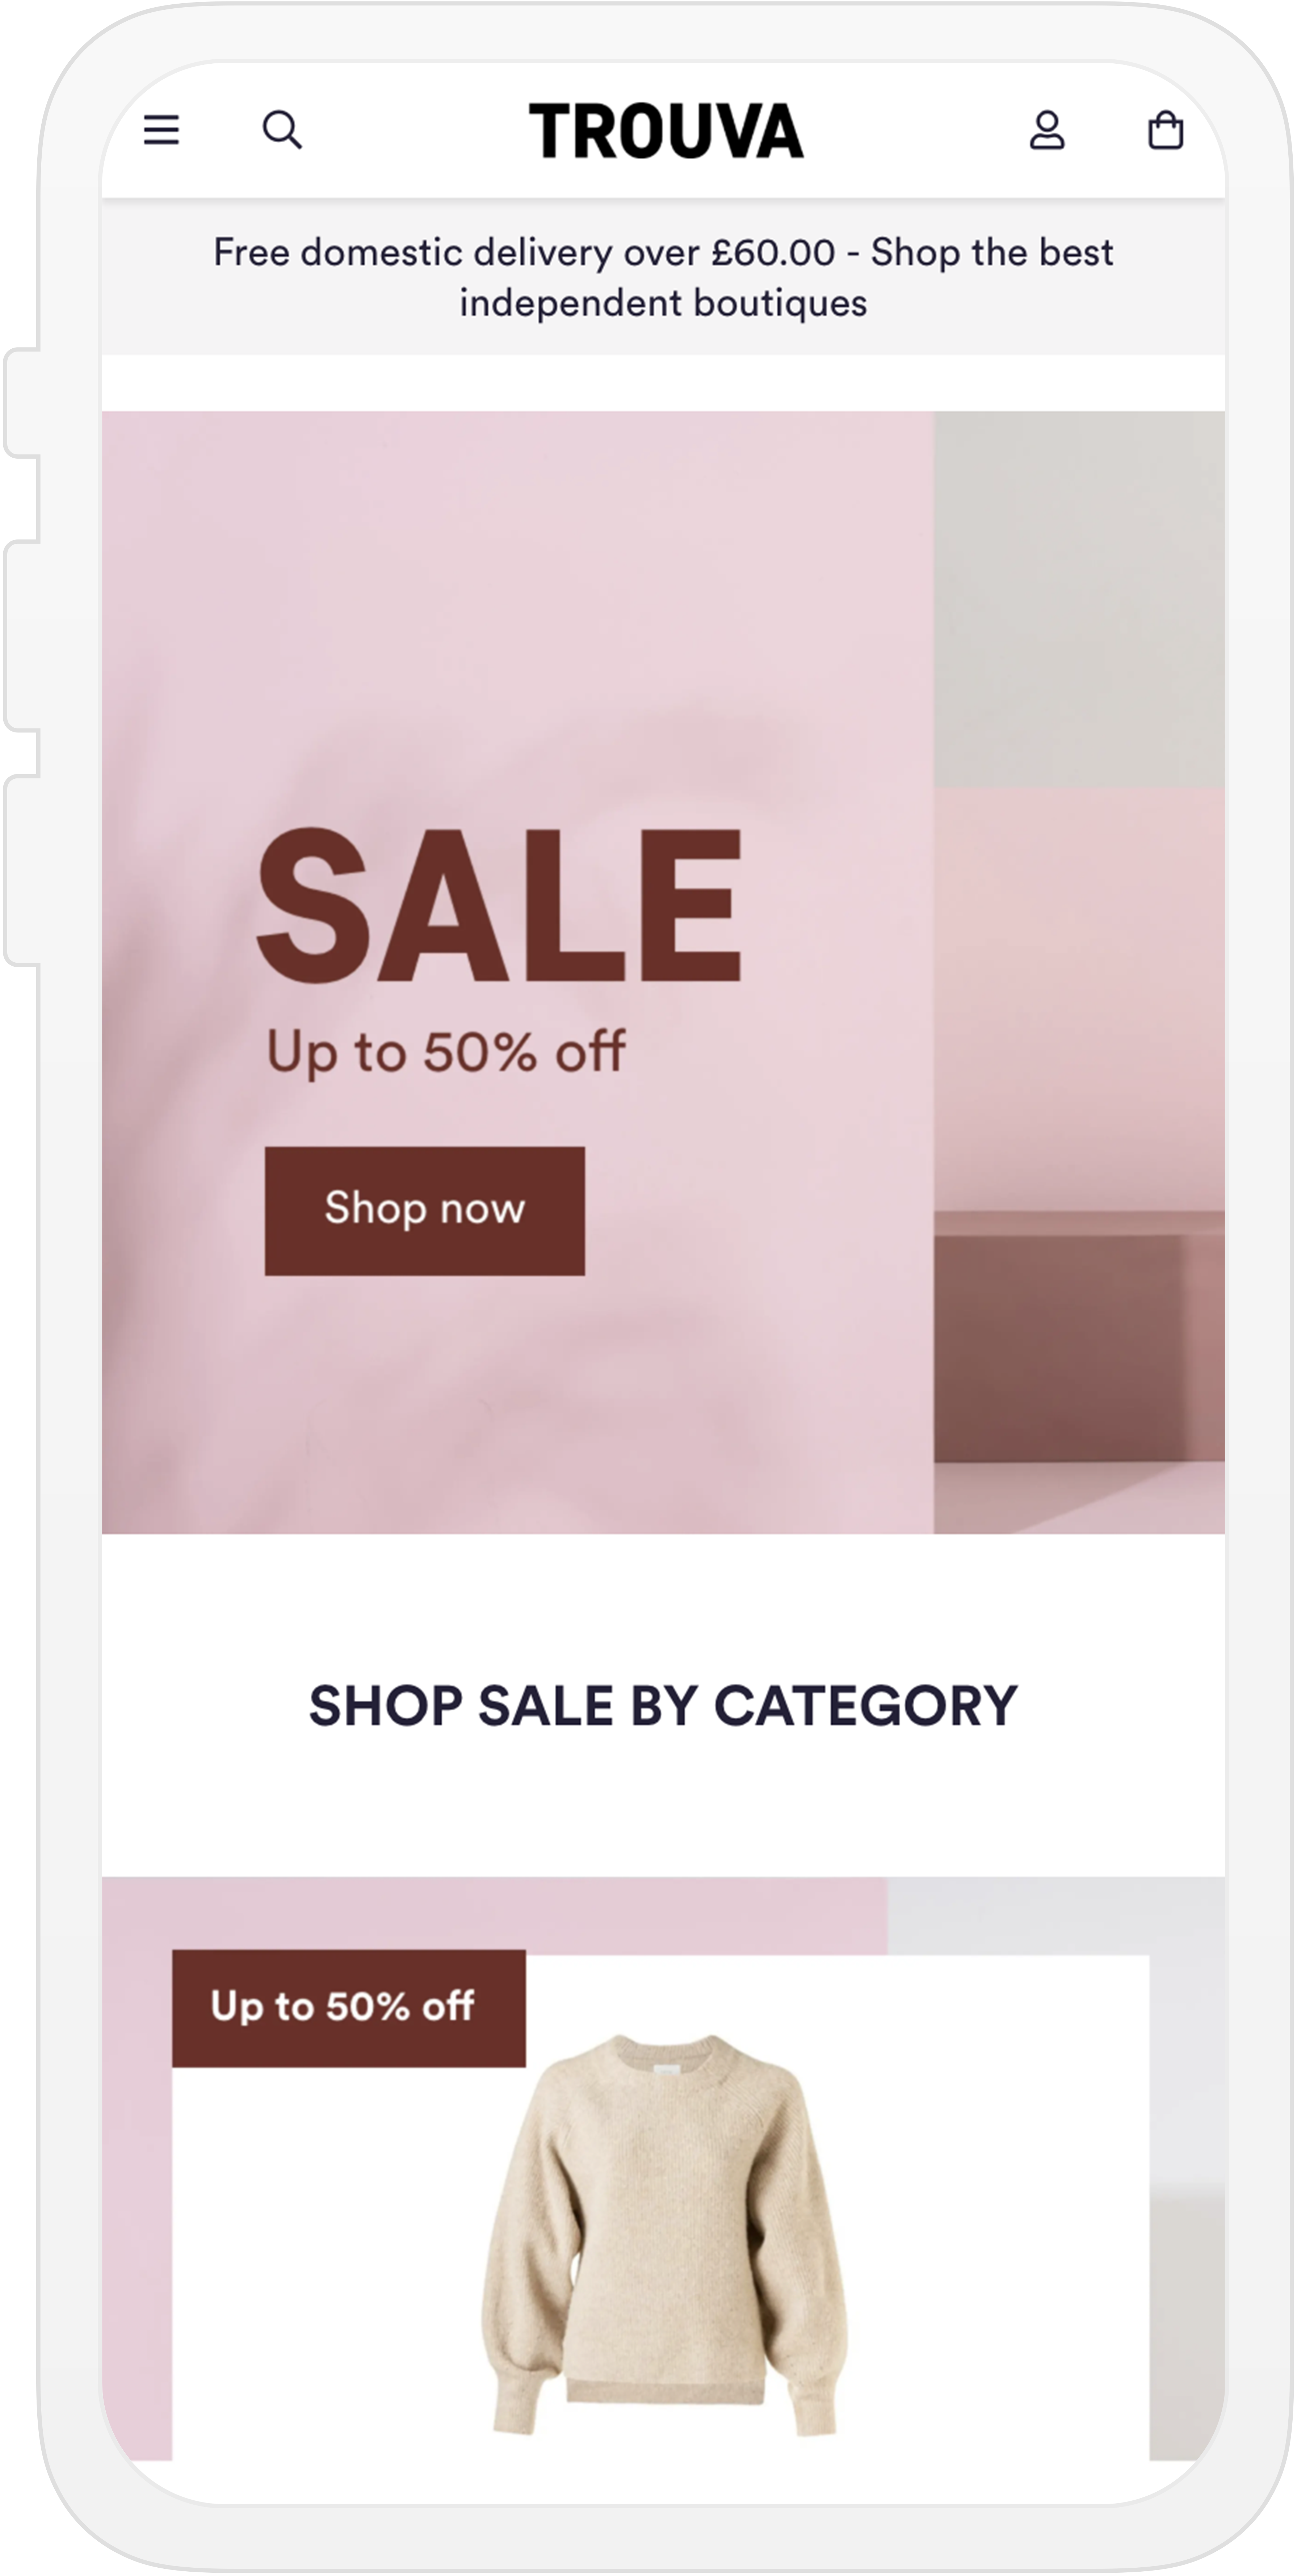 TROUVA
Free domestic delivery over £60.00 - Shop the best
independent boutiques
SALE
Up to 50% off
Shop now
SHOP SALE BY CATEGORY
Up to 50% off